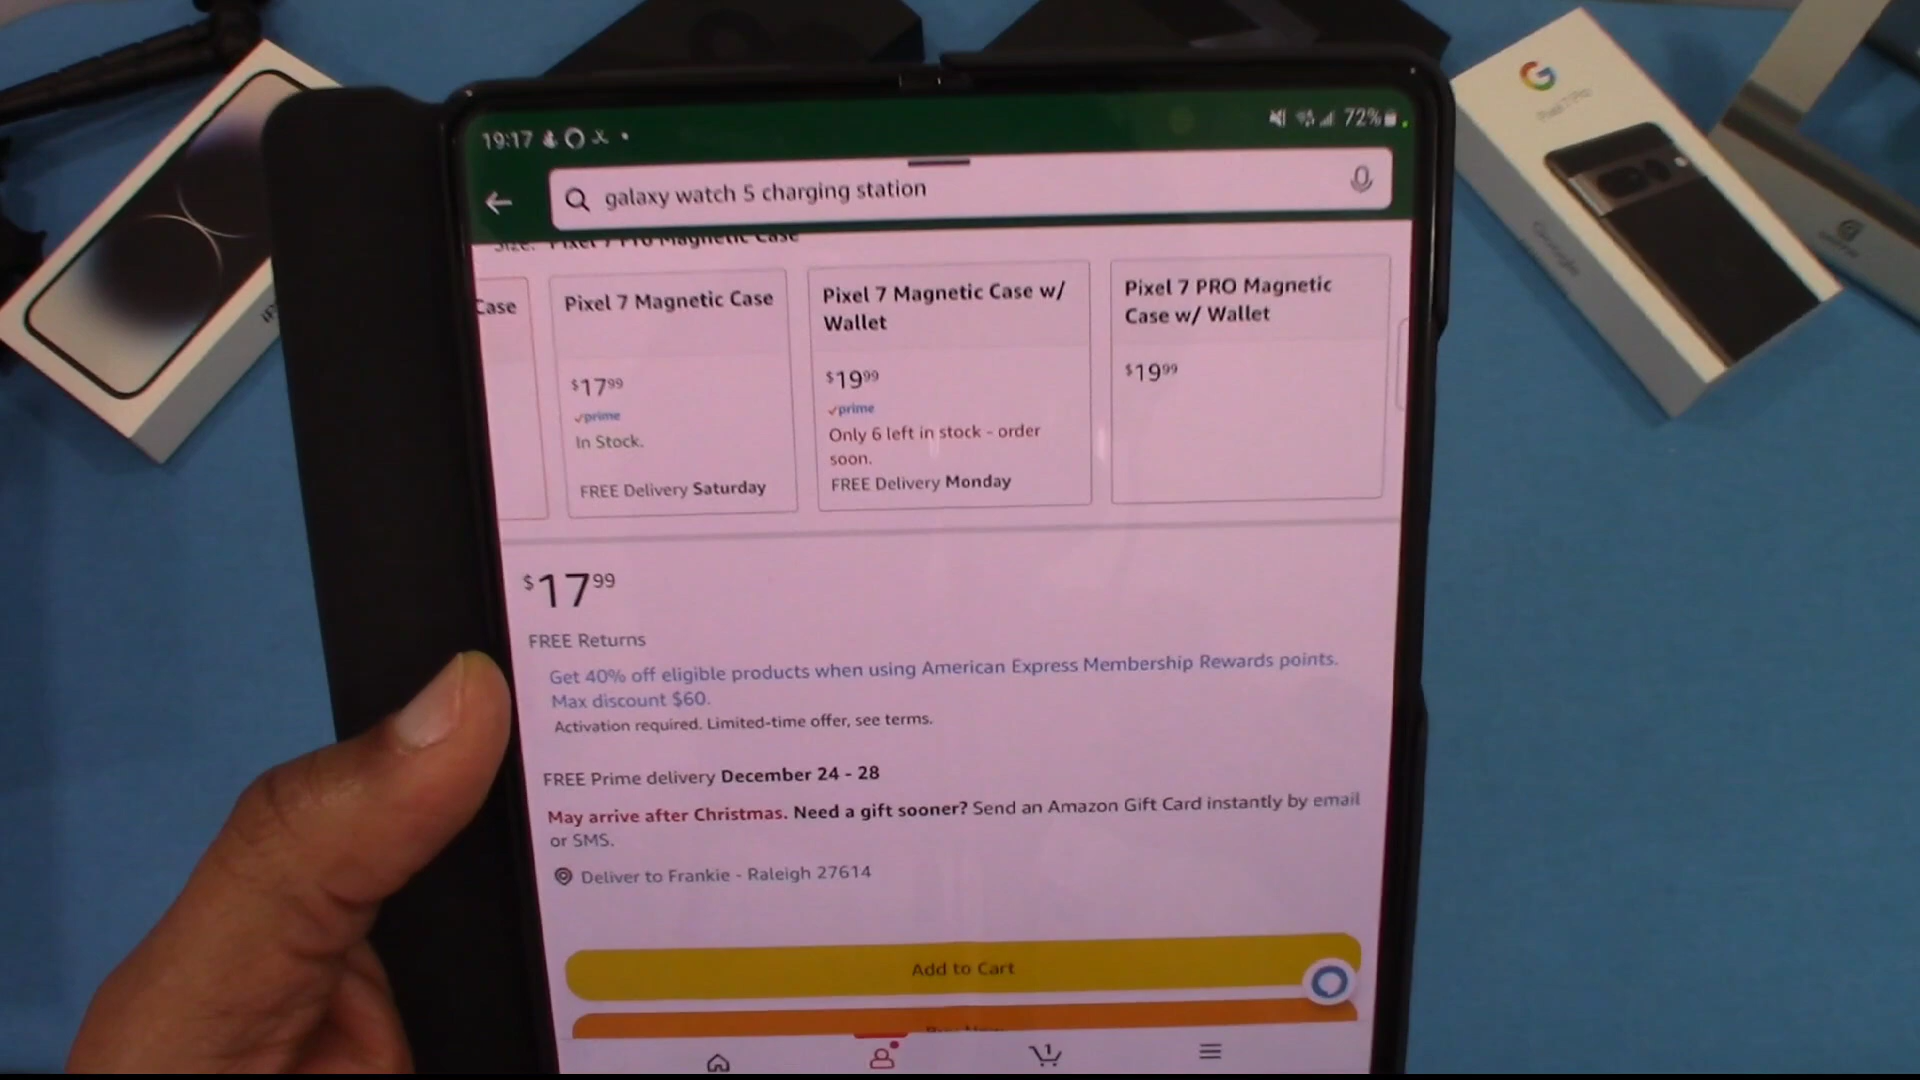 19:17
72%
galaxy watch 5 charging station
Size: Pixel 7 Pro Magnetic Case
Case
Pixel 7 Magnetic Case
$17 99
prime
In Stock.
FREE Delivery Saturday
Pixel 7 Magnetic Case w/
Wallet
$19 99
prime
Only 6 left in stock - order
soon.
FREE Delivery Monday
Pixel 7 PRO Magnetic
Case w/ Wallet
$19 99
$17 99
FREE Returns
Get 40% off eligible products when using American Express Membership Rewards points.
Max discount $60.
Activation required. Limited-time offer, see terms.
FREE Prime delivery December 24 - 28
May arrive after Christmas. Need a gift sooner? Send an Amazon Gift Card instantly by email
or SMS.
Deliver to Frankie - Raleigh 27614
Add to Cart
1
G
Pixel 7 Pro
Google